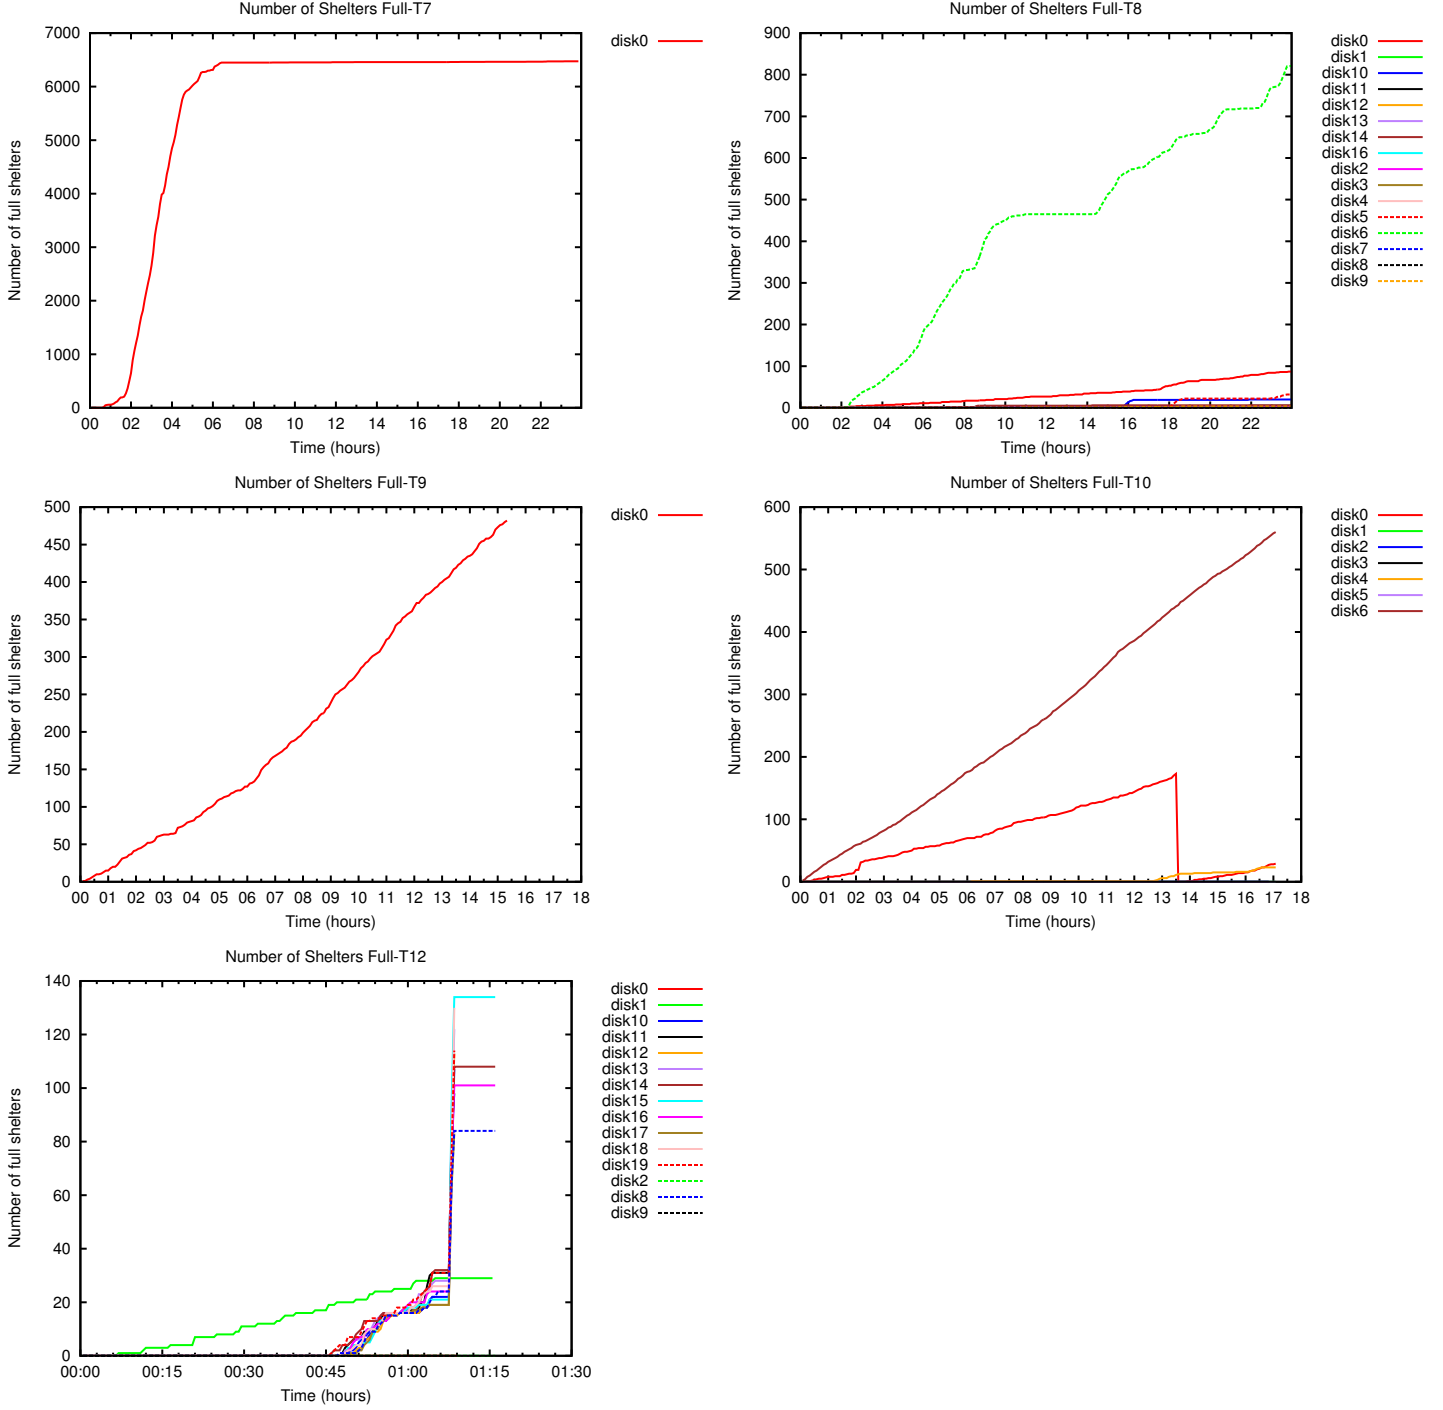 Number of Shelters Full-T7
7000
6000
5000
4000
3000
2000
1000
0
Number of full shelters
00 02 04 06 08 10 12 14 16 18 20 22
Time (hours)
disk0
Number of Shelters Full-T8
900
800
700
600
500
400
300
200
100
0
Number of full shelters
00 02 04 06 08 10 12 14 16 18 20 22
Time (hours)
disk0
disk1
disk10
disk11
disk12
disk13
disk14
disk16
disk2
disk3
disk4
disk5
disk6
disk7
disk8
disk9
Number of Shelters Full-T9
500
450
400
350
300
250
200
150
100
50
0
Number of full shelters
00 01 02 03 04 05 06 07 08 09 10 11 12 13 14 15 16 17 18
Time (hours)
disk0
Number of Shelters Full-T10
600
500
400
300
200
100
0
Number of full shelters
00 01 02 03 04 05 06 07 08 09 10 11 12 13 14 15 16 17 18
Time (hours)
disk0
disk1
disk2
disk3
disk4
disk5
disk6
Number of Shelters Full-T12
140
120
100
80
60
40
20
0
Number of full shelters
00:00 00:15 00:30 00:45 01:00 01:15 01:30
Time (hours)
disk0
disk1
disk10
disk11
disk12
disk13
disk14
disk15
disk16
disk17
disk18
disk19
disk2
disk8
disk9